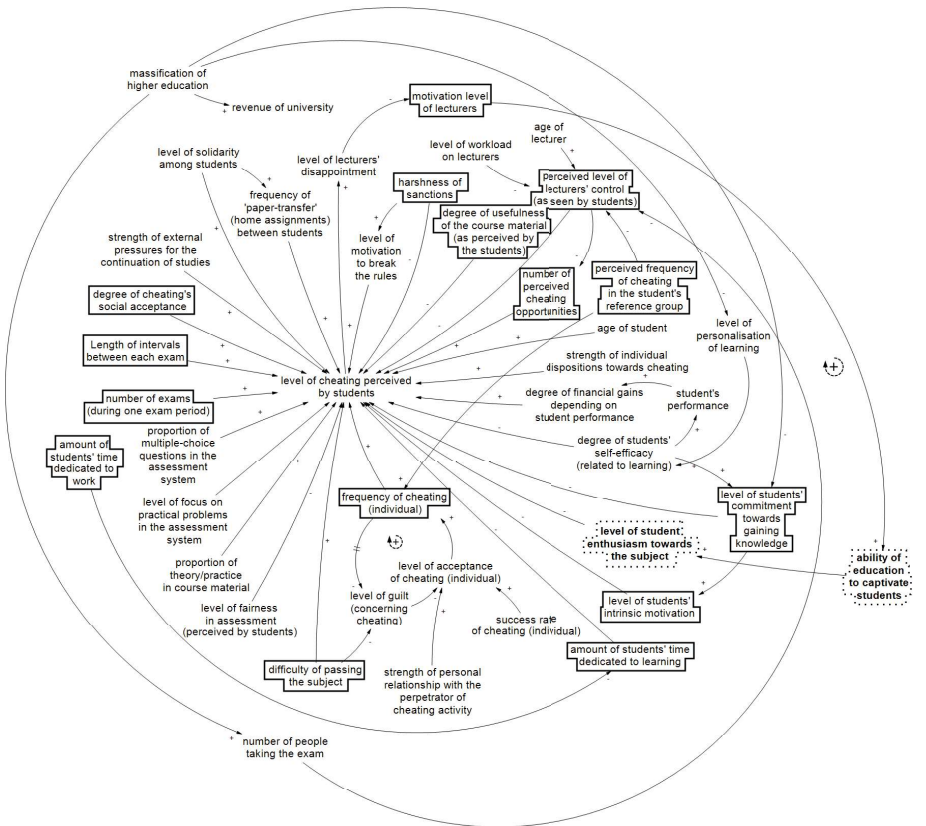 massification of
higher education
revenue of university
motivation level
of lecturers
age of
lecturer
level of workload
on lecturers
level of solidarity
among students
level of lecturers'
disappointment
frequency of
'paper-transfer'
(home assignments)
between students
harshness of
sanctions
perceived level of
lecturers' control
(as seen by students)
degree of usefulness
of the course material
(as perceived by
the students)
strength of external
pressures for the
continuation of studies
level of
motivation
to break
the rules
number of
perceived
cheating
opportunities
perceived frequency
of cheating
in the student's
reference group
degree of cheating's
social acceptance
age of student
level of
personalisation
of learning
Length of intervals
between each exam
strength of individual
dispositions towards cheating
level of cheating perceived
by students
degree of financial gains
depending on
student performance
student's
performance
number of exams
(during one exam period)
proportion of
multiple-choice
questions in the
assessment
system
amount of
students' time
dedicated to
work
degree of students'
self-efficacy
(related to learning)
level of focus on
practical problems
in the assessment
system
frequency of cheating
(individual)
level of students'
commitment
towards
gaining
knowledge
level of student
enthusiasm towards
the subject
ability of
education
to captivate
students
proportion of
theory/practice
in course material
level of acceptance
of cheating (individual)
level of guilt
(concerning
cheating)
level of students'
intrinsic motivation
level of fairness
in assessment
(perceived by students)
success rate
of cheating (individual)
amount of students' time
dedicated to learning
difficulty of passing
the subject
strength of personal
relationship with the
perpetrator of
cheating activity
number of people
taking the exam